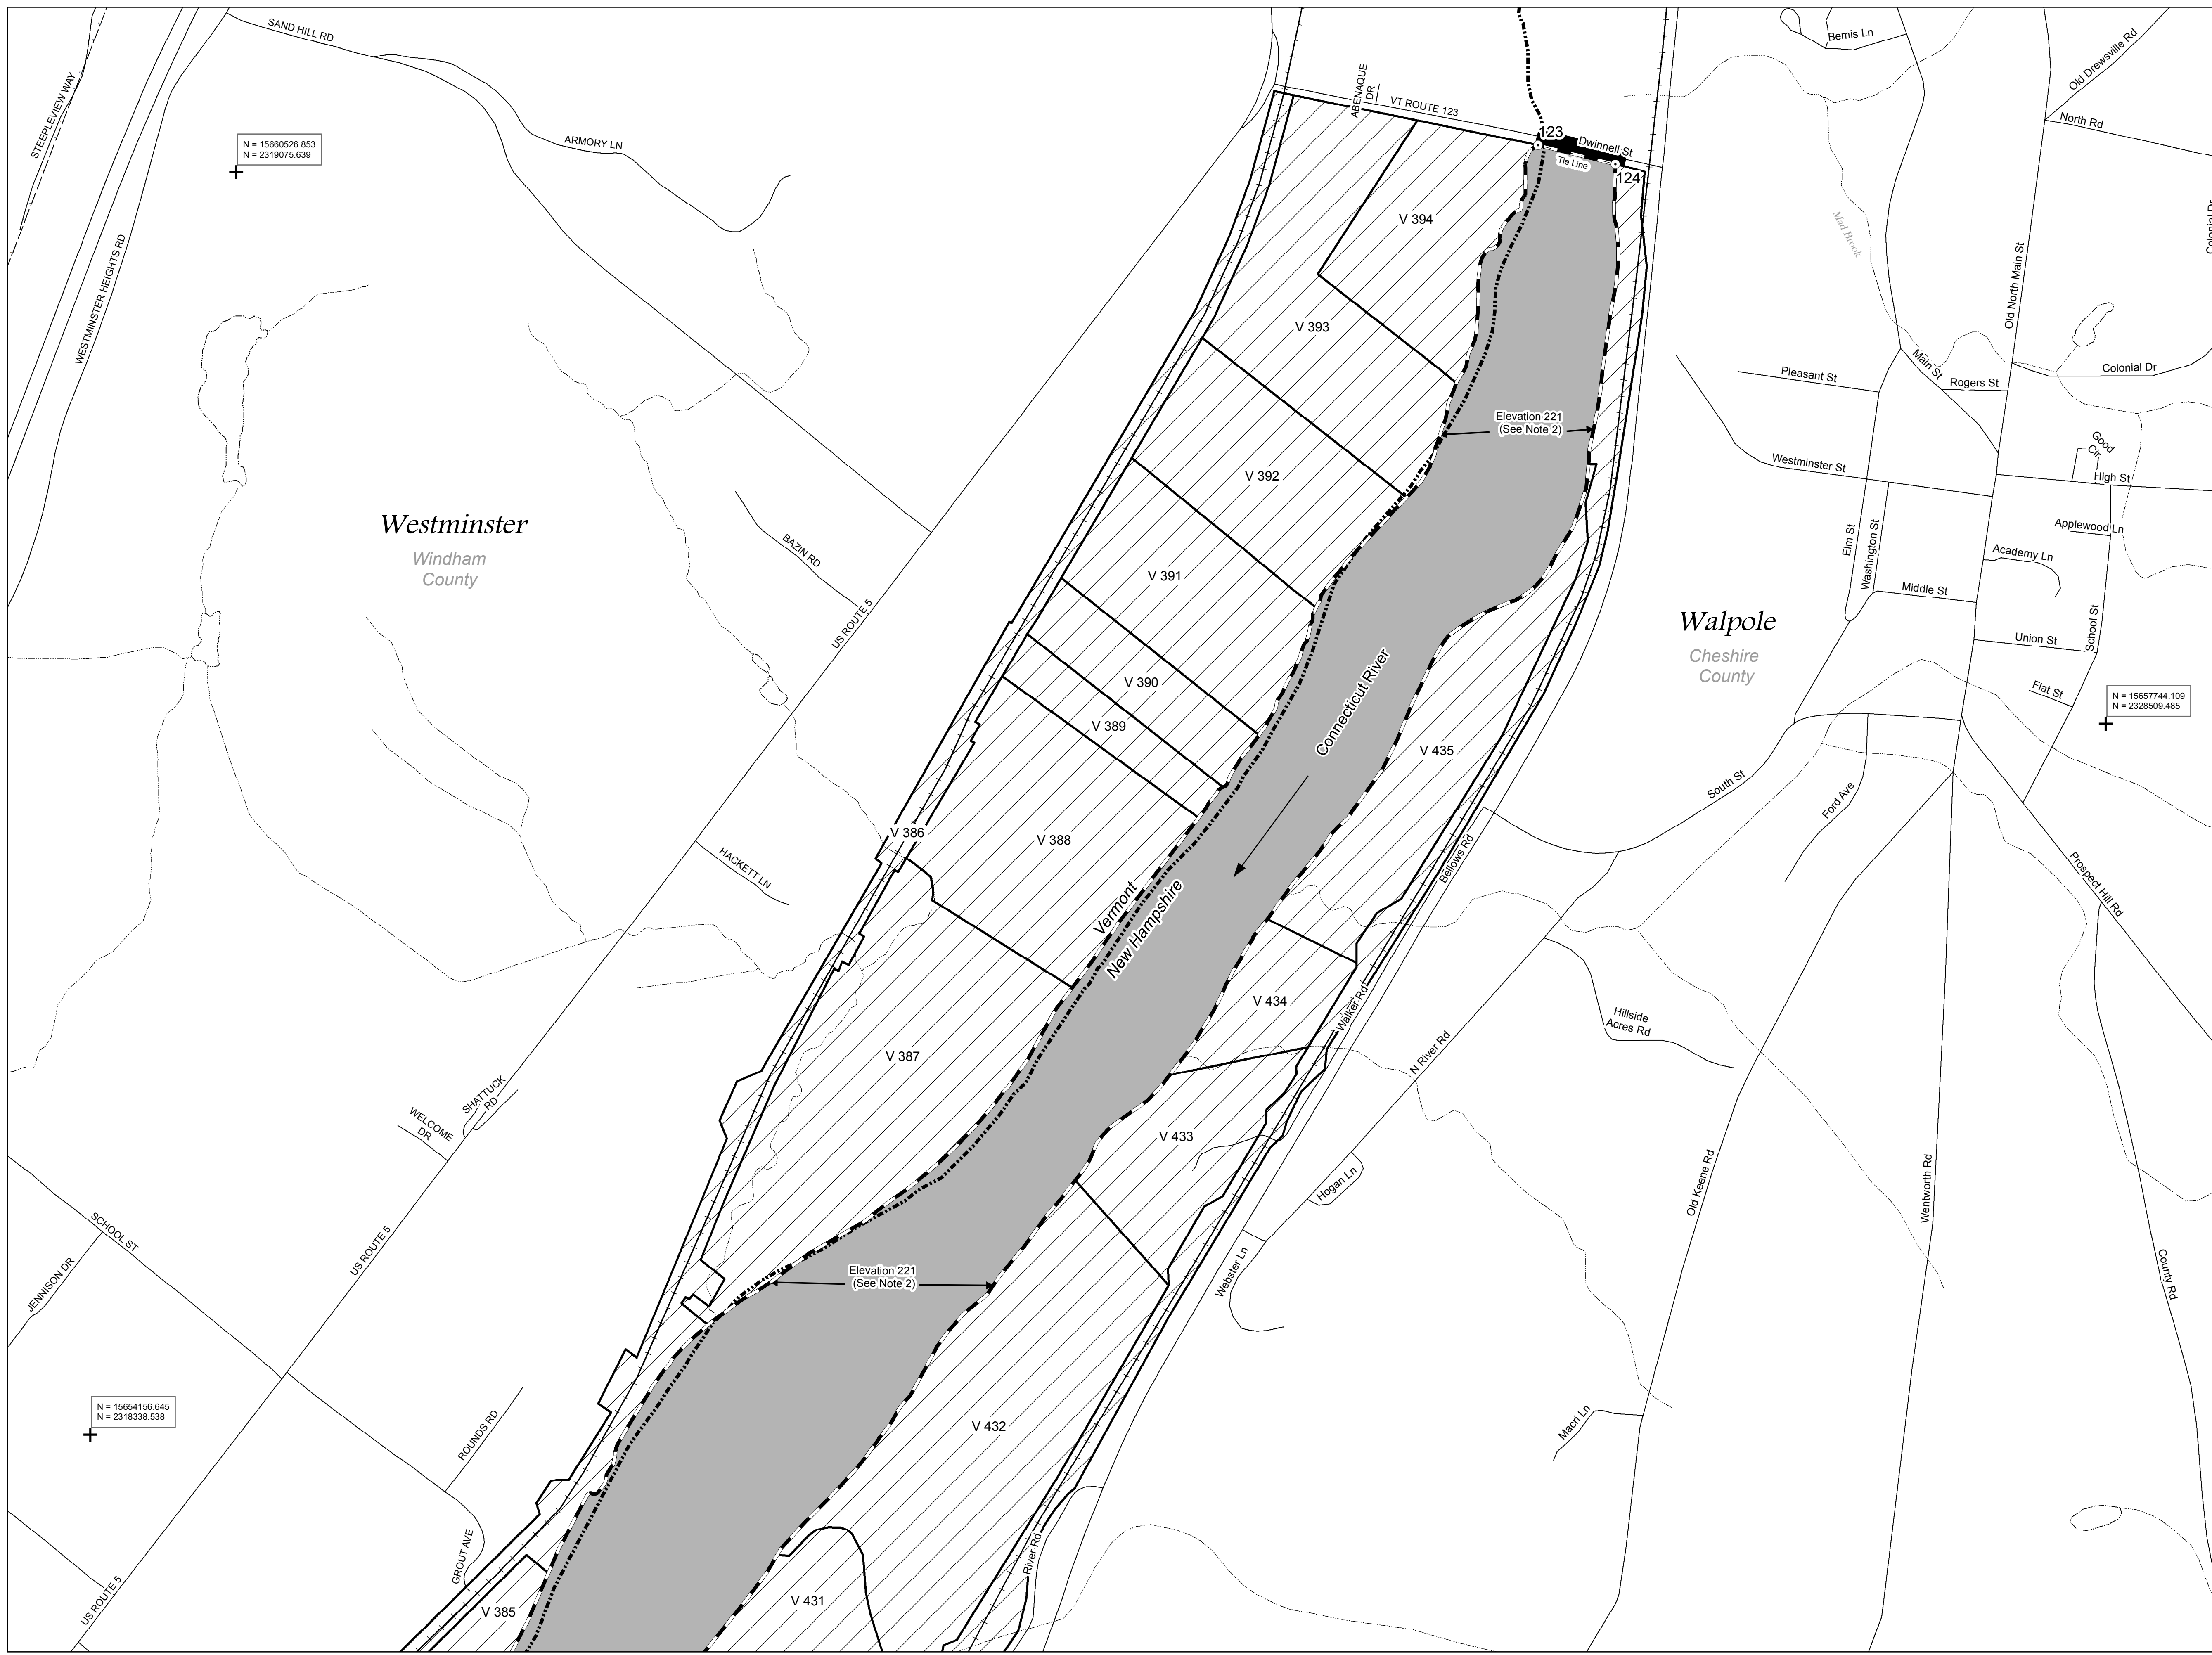 SAND HILL RD
STEEPLEVIEW WAY
ABENAQUE
DR
VT ROUTE 123
Bemis Ln
Old Drewsville Rd
North Rd
N = 15660526.853
N = 2319075.639
ARMORY LN
123
Dwinnell St
Tie Line
124
V 394
Mad Brook
Colonial Dr
WESTMINSTER HEIGHTS RD
Old North Main St
V 393
Main St
Pleasant St
Rogers St
Colonial Dr
Elevation 221
(See Note 2)
Good
Cir
Westminster St
High St
V 392
Westminster
Windham
County
Elm St
Washington St
Applewood Ln
Academy Ln
BAZIN RD
V 391
Middle St
US ROUTE 5
Walpole
Cheshire
County
Union St
School St
Flat St
V 390
Connecticut River
N = 15657744.109
N = 2328509.485
V 389
V 435
South St
Ford Ave
V 386
V 388
Bellows Rd
HACKETT LN
Prospect Hill Rd
Vermont
New Hampshire
V 434
Walker Rd
Hillside
Acres Rd
V 387
N River Rd
SHATTUCK
RD
WELCOME
DR
V 433
Hogan Ln
Old Keene Rd
Wentworth Rd
SCHOOL ST
US ROUTE 5
JENNISON DR
Elevation 221
(See Note 2)
Webster Ln
County Rd
N = 15654156.645
N = 2318338.538
ROUNDS RD
V 432
Macri Ln
GROUT AVE
River Rd
US ROUTE 5
V 385
V 431